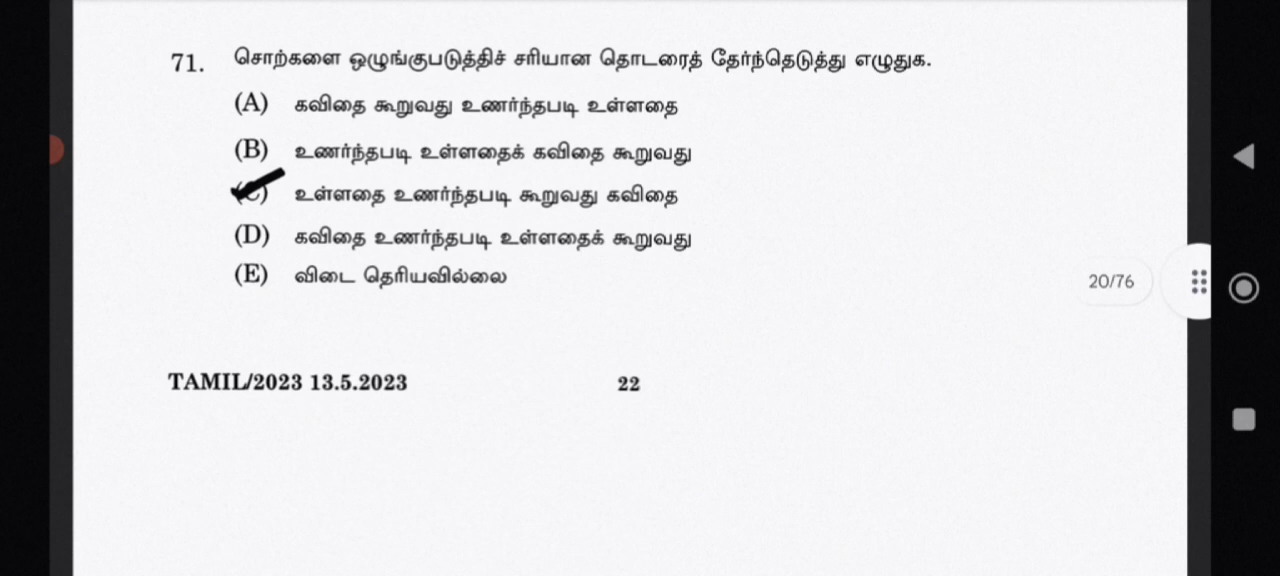 71. சொற்களை ஒழுங்குபடுத்திச் சரியான தொடரைத் தேர்ந்தெடுத்து எழுதுக.
(A) கவிதை கூறுவது உணர்ந்தபடி உள்ளதை
(B) உணர்ந்தபடி உள்ளதைக் கவிதை கூறுவது
(C) உள்ளதை உணர்ந்தபடி கூறுவது கவிதை
(D) கவிதை உணர்ந்தபடி உள்ளதைக் கூறுவது
(E) விடை தெரியவில்லை
20/76
TAMIL/2023 13.5.2023 22